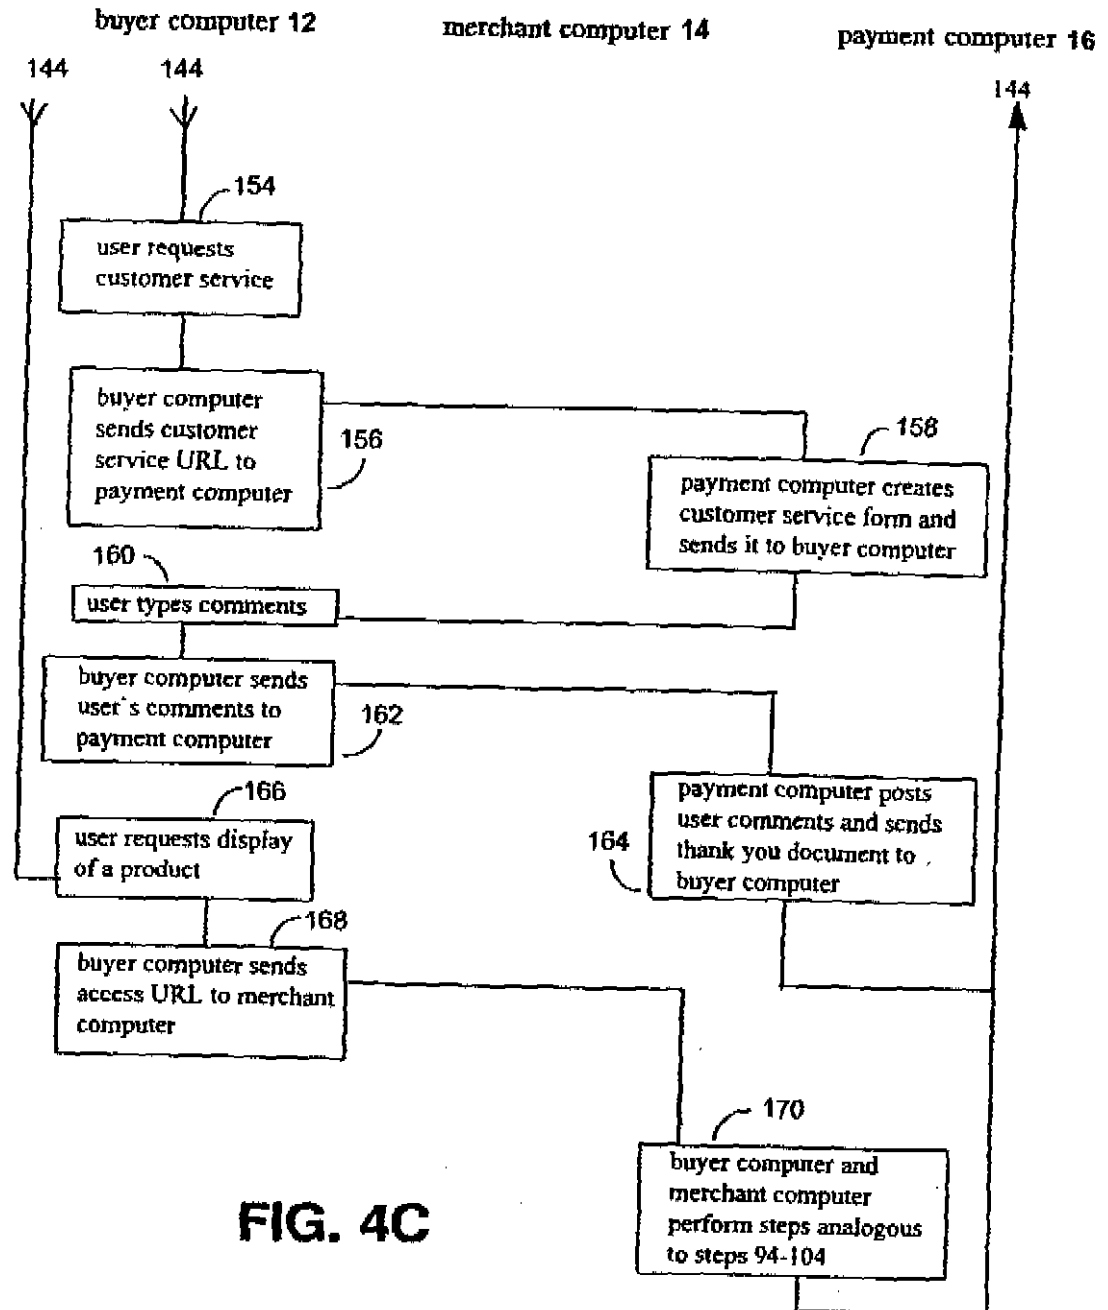 buyer computer 12
merchant computer 14
payment computer 16
144
144
144
154
user requests
customer service
buyer computer
sends customer
service URL to
payment computer
156
158
payment computer creates
customer service form and
sends it to buyer computer
160
user types comments
buyer computer sends
user's comments to
payment computer
162
payment computer posts
user comments and sends
thank you document to
buyer computer
164
166
user requests display
of a product
168
buyer computer sends
access URL to merchant
computer
170
buyer computer and
merchant computer
perform steps analogous
to steps 94-104
FIG. 4C